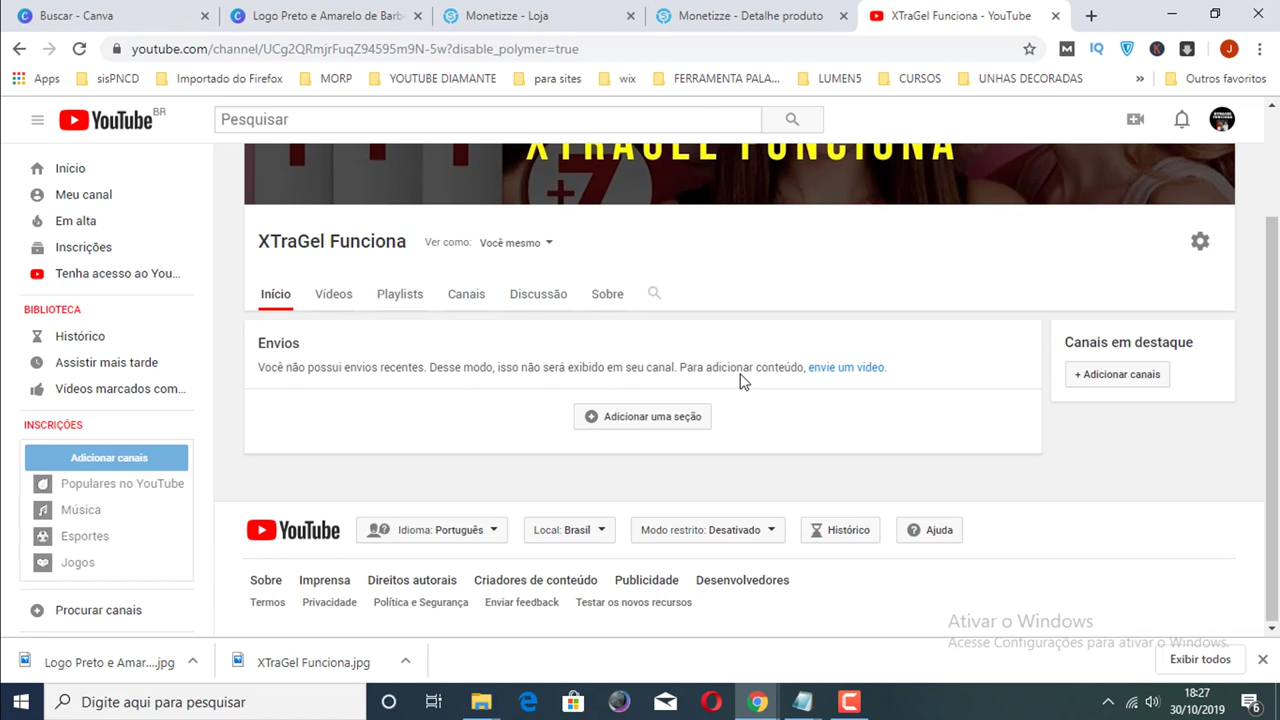 Buscar - Canva
Logo Preto e Amarelo de Barb
Monetizze - Loja
Monetizze - Detalhe produto
XTraGel Funciona - YouTube
youtube.com/channel/UCg2QRmjrFuqZ94595m9N-5w?disable_polymer=true
Apps
sisPNCD
Importado do Firefox
MORP
YOUTUBE DIAMANTE
para sites
wix
FERRAMENTA PALA...
LUMEN5
CURSOS
UNHAS DECORADAS
»
Outros favoritos
YouTube BR
Pesquisar
XTRAGEL FUNCIONA
Início
Meu canal
Em alta
Inscrições
Tenha acesso ao You...
BIBLIOTECA
Histórico
Assistir mais tarde
Vídeos marcados com...
INSCRIÇÕES
Adicionar canais
Populares no YouTube
Música
Esportes
Jogos
Procurar canais
XTraGel Funciona
Ver como: Você mesmo
Início
Vídeos
Playlists
Canais
Discussão
Sobre
Envios
Você não possui envios recentes. Desse modo, isso não será exibido em seu canal. Para adicionar conteúdo, envie um vídeo.
Adicionar uma seção
Canais em destaque
+ Adicionar canais
YouTube
Idioma: Português
Local: Brasil
Modo restrito: Desativado
Histórico
Ajuda
Sobre
Imprensa
Direitos autorais
Criadores de conteúdo
Publicidade
Desenvolvedores
Termos
Privacidade
Política e Segurança
Enviar feedback
Testar os novos recursos
Ativar o Windows
Acesse Configurações para ativar o Windows.
Logo Preto e Amar....jpg
XTraGel Funciona.jpg
Exibir todos
Digite aqui para pesquisar
18:27
30/10/2019
6